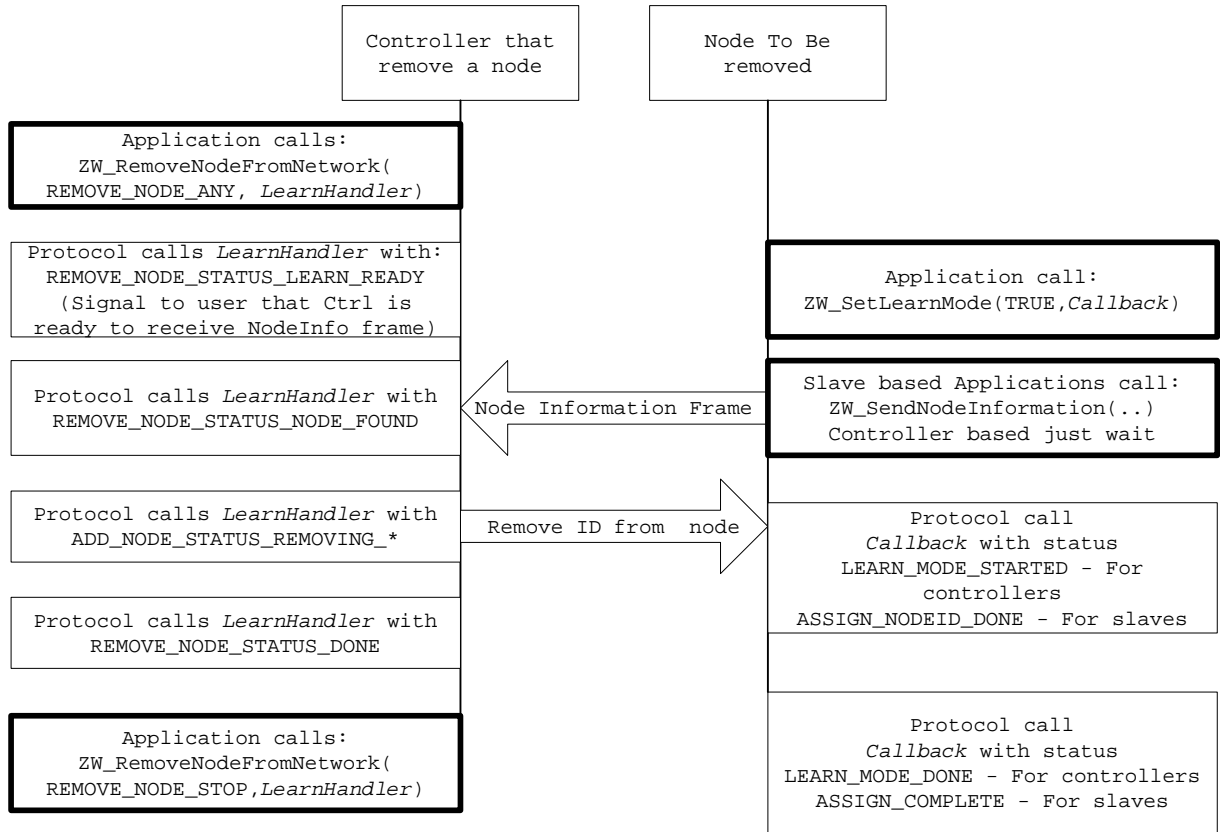 Controller that
remove a node
Node To Be
removed
Application calls:
ZW_RemoveNodeFromNetwork(
REMOVE_NODE_ANY, LearnHandler)
Protocol calls LearnHandler with:
REMOVE_NODE_STATUS_LEARN_READY
(Signal to user that Ctrl is
ready to receive NodeInfo frame)
Application call:
ZW_SetLearnMode(TRUE,Callback)
Protocol calls LearnHandler with
REMOVE_NODE_STATUS_NODE_FOUND
Node Information Frame
Slave based Applications call:
ZW_SendNodeInformation(..)
Controller based just wait
Protocol calls LearnHandler with
ADD_NODE_STATUS_REMOVING_*
Remove ID from node
Protocol call
Callback with status
LEARN_MODE_STARTED - For
controllers
ASSIGN_NODEID_DONE - For slaves
Protocol calls LearnHandler with
REMOVE_NODE_STATUS_DONE
Application calls:
ZW_RemoveNodeFromNetwork(
REMOVE_NODE_STOP,LearnHandler)
Protocol call
Callback with status
LEARN_MODE_DONE - For controllers
ASSIGN_COMPLETE - For slaves